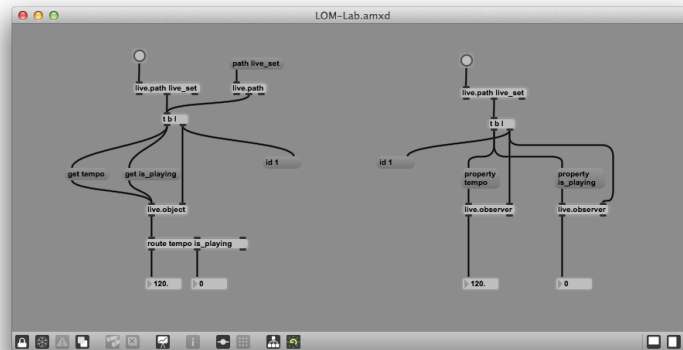 LOM-Lab.amxd
path live_set
live.path live_set
live.path
t b l
get tempo
get is_playing
id 1
live.object
route tempo is_playing
120.
0
live.path live_set
t b l
id 1
property
tempo
property
is_playing
live.observer
live.observer
120.
0